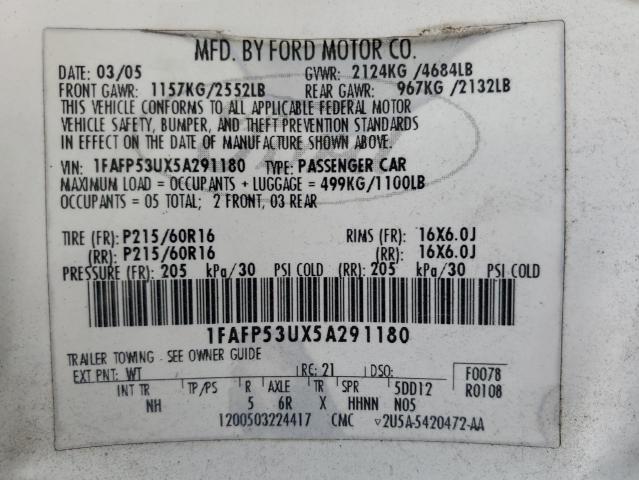 MFD. BY FORD MOTOR CO.
DATE: 03/05 GVWR: 2124KG/4684LB
FRONT GAWR: 1157KG/2552LB REAR GAWR: 967KG/2132LB
THIS VEHICLE CONFORMS TO ALL APPLICABLE FEDERAL MOTOR
VEHICLE SAFETY, BUMPER, AND THEFT PREVENTION STANDARDS
IN EFFECT ON THE DATE OF MANUFACTURE SHOWN ABOVE.
VIN: 1FAFP53UX5A291180 TYPE: PASSENGER CAR
MAXIMUM LOAD = OCCUPANTS + LUGGAGE = 499KG/1100LB
OCCUPANTS = 05 TOTAL; 2 FRONT, 03 REAR
TIRE (FR): P215/60R16 RIMS (FR): 16X6.0J
(RR): P215/60R16 (RR): 16X6.0J
PRESSURE (FR): 205 kPa/30 PSI COLD (RR): 205 kPa/30 PSI COLD
1FAFP53UX5A291180
TRAILER TOWING - SEE OWNER GUIDE
EXT PNT: WT RC: 21 DSO: F0078
INT TR TP/PS R AXLE TR SPR 5DD12 R0108
NH 5 6R X HHNN N05
1200503224417 CMC ▽2U5A-5420472-AA